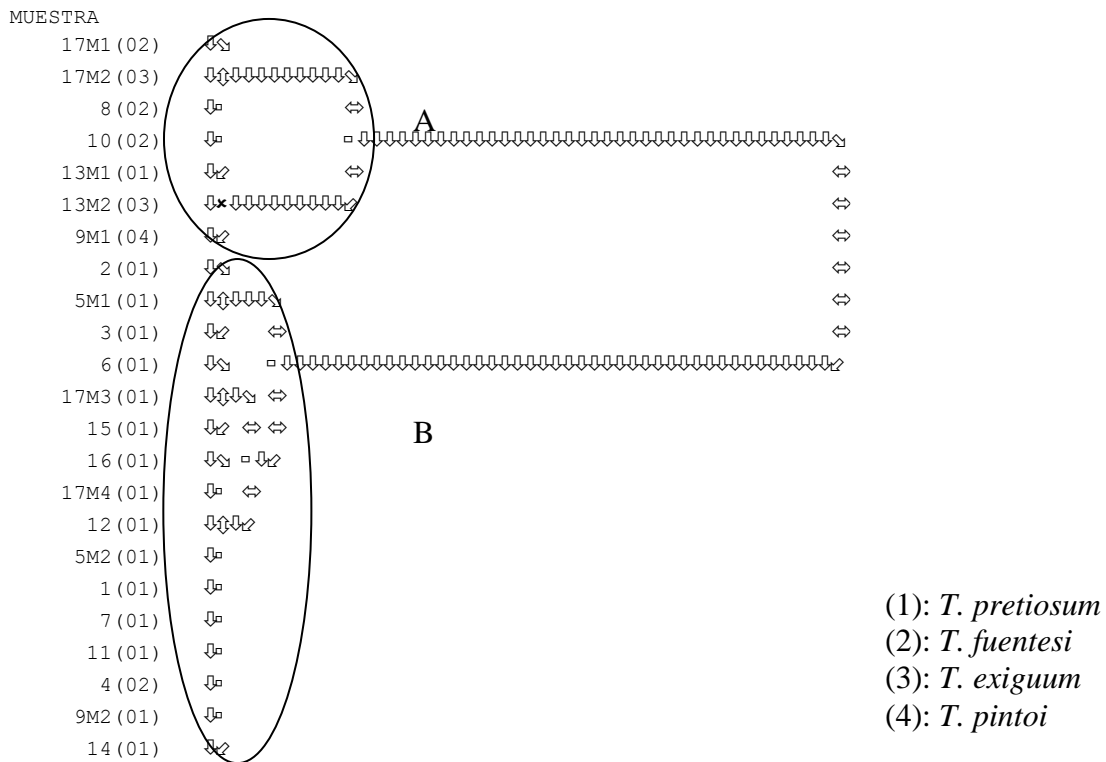 MUESTRA
17M1(02)
17M2(03)
8(02)
A
10(02)
13M1(01)
13M2(03)
9M1(04)
2(01)
5M1(01)
3(01)
6(01)
17M3(01)
15(01)
B
16(01)
17M4(01)
12(01)
5M2(01)
1(01)
(1): T. pretiosum
7(01)
(2): T. fuentesi
11(01)
(3): T. exiguum
4(02)
(4): T. pintoi
9M2(01)
14(01)